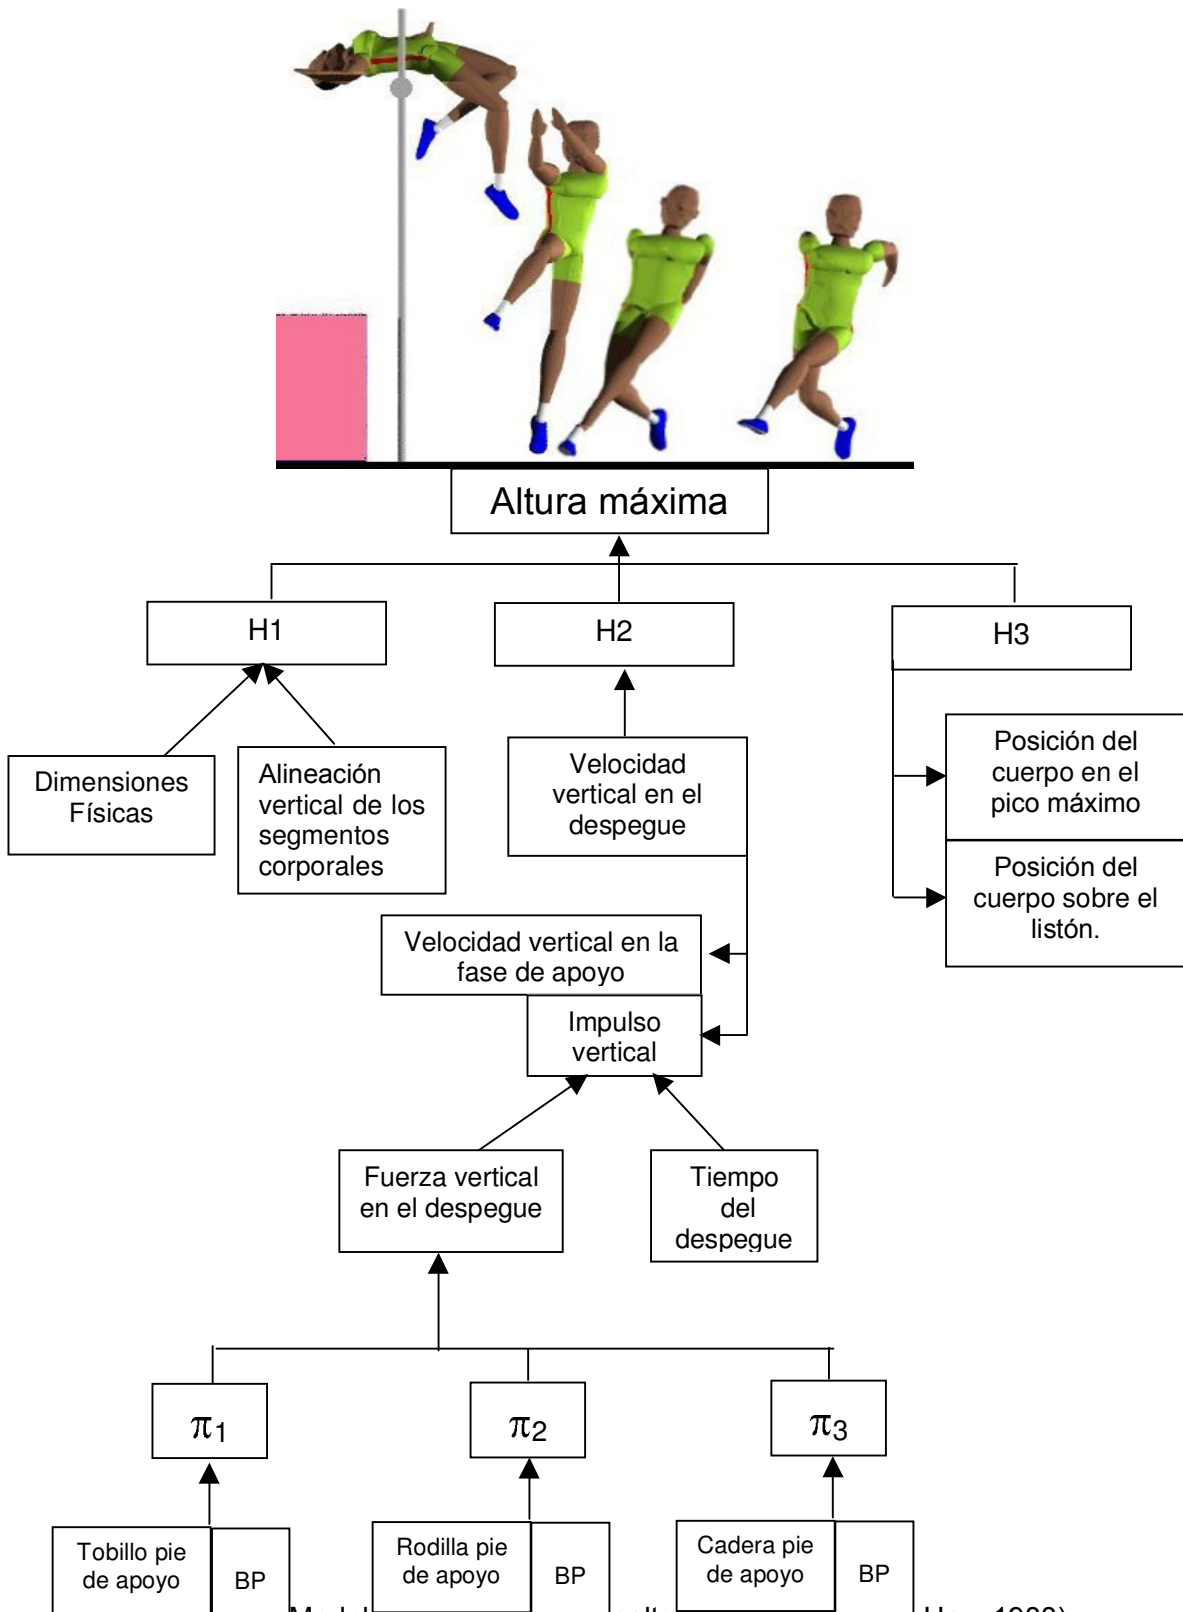 Altura máxima
H1
H2
H3
Dimensiones
Físicas
Alineación
vertical de los
segmentos
corporales
Velocidad
vertical en el
despegue
Posición del
cuerpo en el
pico máximo
Posición del
cuerpo sobre el
listón.
Velocidad vertical en la
fase de apoyo
Impulso
vertical
Fuerza vertical
en el despegue
Tiempo
del
despegue
π1
π2
π3
Tobillo pie
de apoyo
BP
Rodilla pie
de apoyo
BP
Cadera pie
de apoyo
BP